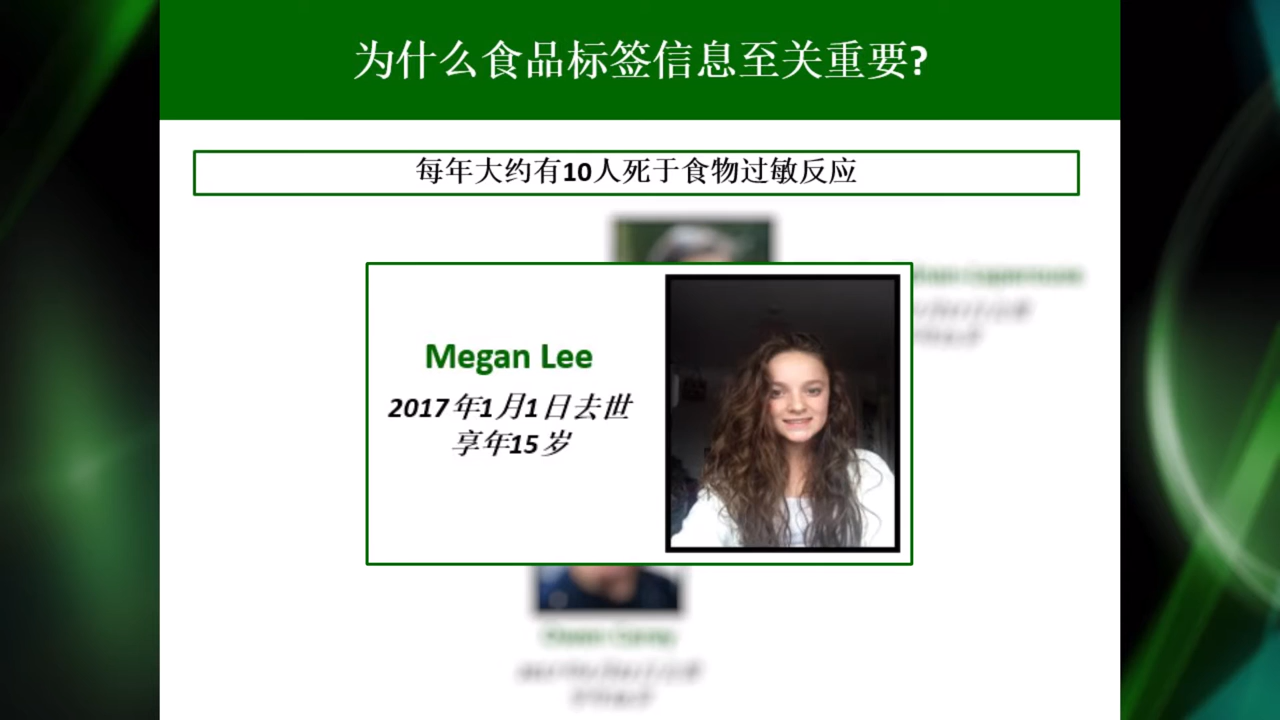 为什么食品标签信息至关重要?
每年大约有10人死于食物过敏反应
Megan Lee
2017年1月1日去世
享年15岁
Owen Carey